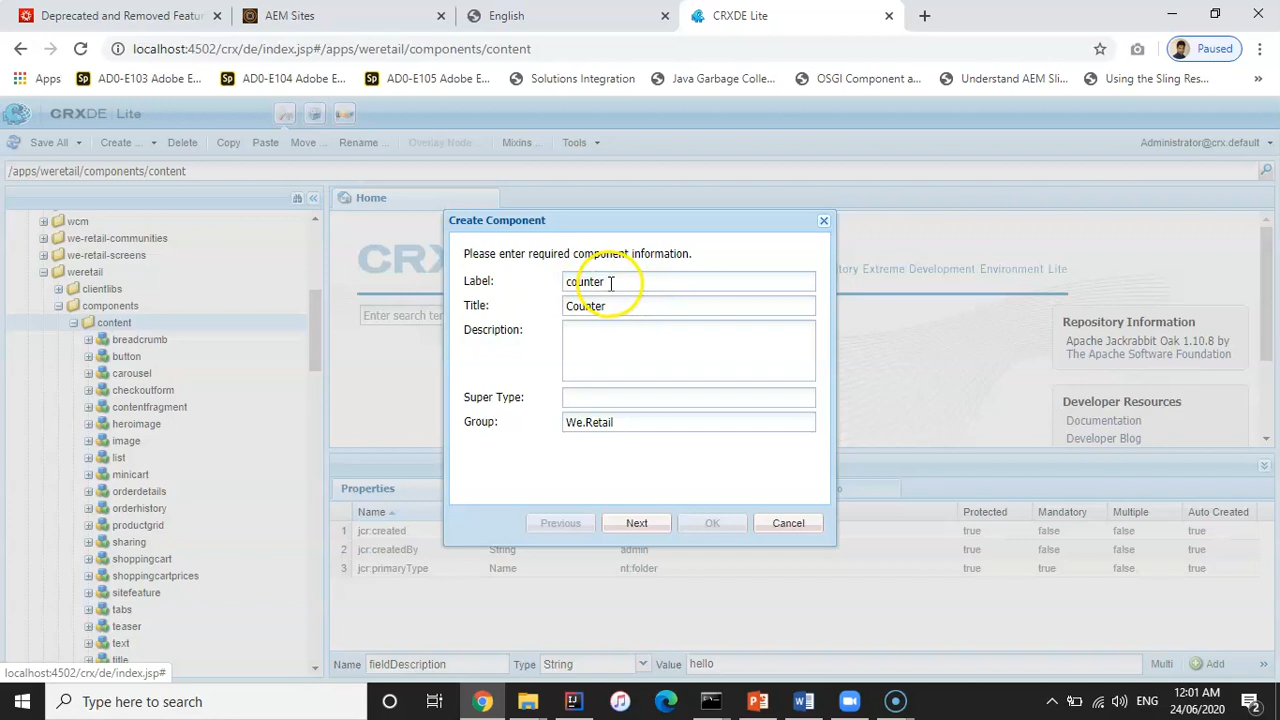 Deprecated and Removed Featu
AEM Sites
English
CRXDE Lite
localhost:4502/crx/de/index.jsp#/apps/weretail/components/content
Paused
Apps
AD0-E103 Adobe E...
AD0-E104 Adobe E...
AD0-E105 Adobe E...
Solutions Integration
Java Garbage Colle...
OSGI Component a...
Understand AEM Sli...
Using the Sling Res...
CRXDE Lite
Save All
Create ...
Delete
Copy
Paste
Move ...
Rename ...
Overlay Node
Mixins ...
Tools
Administrator@crx.default
/apps/weretail/components/content
wcm
we-retail-communities
we-retail-screens
weretail
clientlibs
components
content
breadcrumb
button
carousel
checkoutform
contentfragment
heroimage
image
list
minicart
orderdetails
orderhistory
productgrid
sharing
shoppingcart
shoppingcartprices
sitefeature
tabs
teaser
text
title
Home
Enter search ter
Extreme Development Environment Lite
Repository Information
Apache Jackrabbit Oak 1.10.8 by
The Apache Software Foundation
Developer Resources
Documentation
Developer Blog
Create Component
Please enter required component information.
Label: counter
Title: Counter
Description:
Super Type:
Group: We.Retail
Previous
Next
OK
Cancel
Properties
Name
Protected
Mandatory
Multiple
Auto Created
1 jcr:created true false false true
2 jcr:createdBy String admin true false false true
3 jcr:primaryType Name nt:folder true true false true
Name fieldDescription Type String Value hello Multi Add
localhost:4502/crx/de/index.jsp#
Type here to search
ENG
12:01 AM
24/06/2020
2